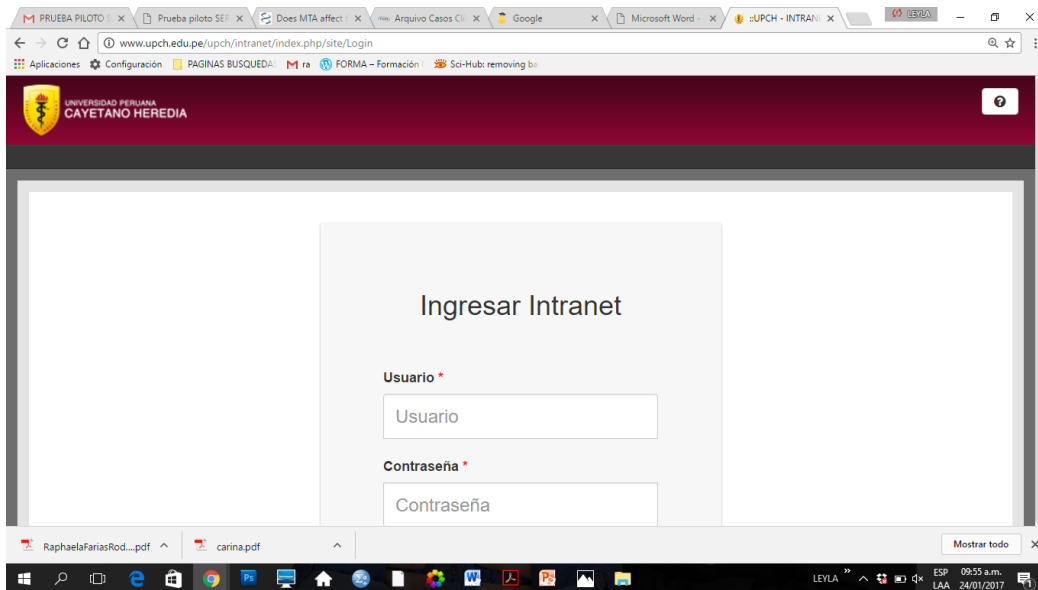 PRUEBA PILOTO S
Prueba piloto SER
Does MTA affect
Arquivo Casos Clí
Google
Microsoft Word -
::UPCH - INTRANE
LEYLA
www.upch.edu.pe/upch/intranet/index.php/site/Login
Aplicaciones
Configuración
PAGINAS BUSQUEDA
ra
FORMA – Formación
Sci-Hub: removing ba
UNIVERSIDAD PERUANA
CAYETANO HEREDIA
Ingresar Intranet
Usuario *
Usuario
Contraseña *
Contraseña
RaphaelaFariasRod....pdf
carina.pdf
Mostrar todo
LEYLA
ESP
LAA
09:55 a.m.
24/01/2017